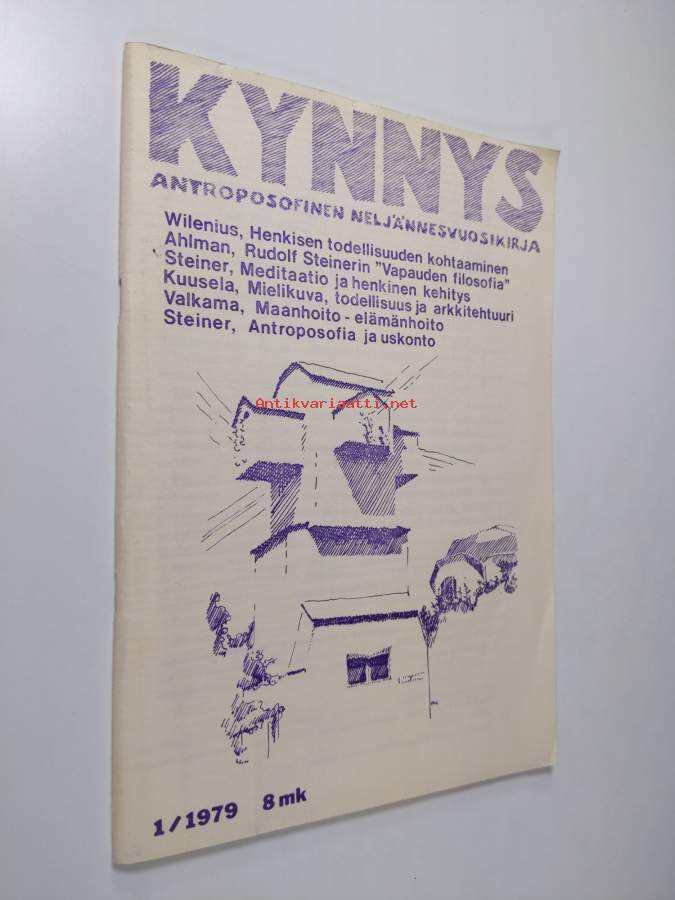 KYNNYS
ANTROPOSOFINEN NELJÄNNESVUOSIKIRJA
Wilenius, Henkisen todellisuuden kohtaaminen
Ahlman, Rudolf Steinerin "Vapauden filosofia"
Steiner, Meditaatio ja henkinen kehitys
Kuusela, Mielikuva, todellisuus ja arkkitehtuuri
Valkama, Maanhoito - elämänhoito
Steiner, Antroposofia ja uskonto
Antikvariaatti.net
1/1979 8 mk